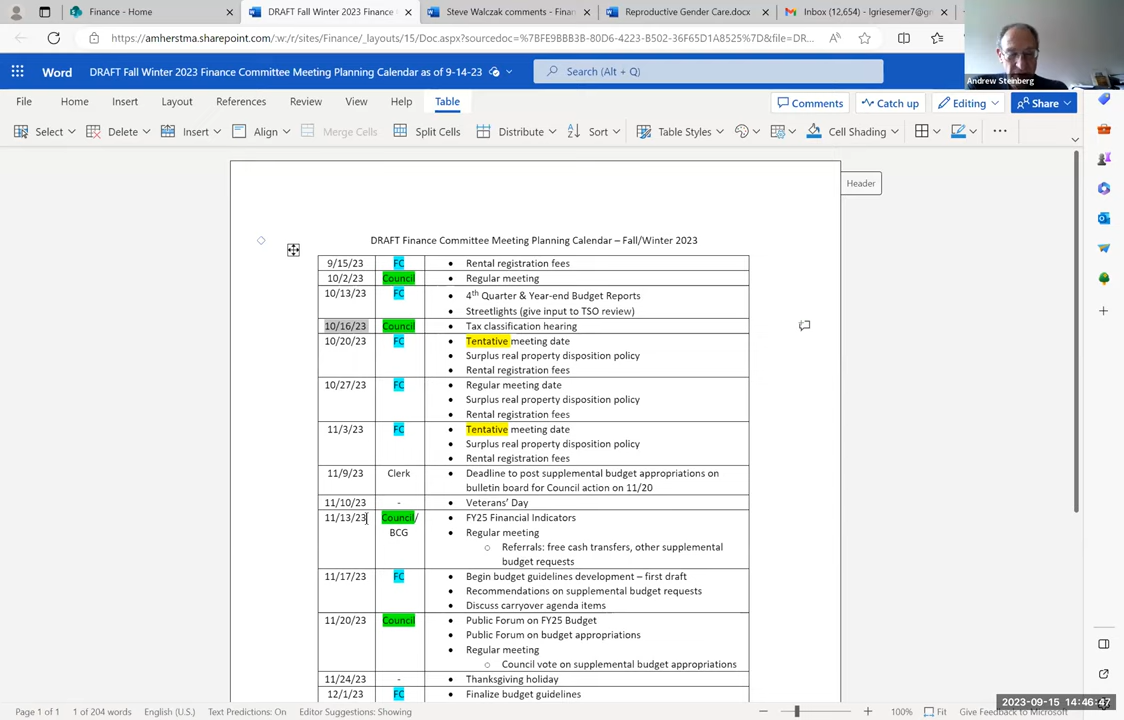 Finance - Home
DRAFT Fall Winter 2023 Finance
Steve Walczak comments - Finan
Reproductive Gender Care.docx
Inbox (12,654) - lgriesemer7@g
https://amherstma.sharepoint.com/:w:/r/sites/Finance/_layouts/15/Doc.aspx?sourcedoc=%7BFE9BBB3B-80D6-4223-B502-36F65D1A8525%7D&file=DR...
Andrew Steinberg
Word
DRAFT Fall Winter 2023 Finance Committee Meeting Planning Calendar as of 9-14-23
Search (Alt + Q)
File Home Insert Layout References Review View Help Table
Comments Catch up Editing Share
Select Delete Insert Align Merge Cells Split Cells Distribute Sort Table Styles Cell Shading
Header
DRAFT Finance Committee Meeting Planning Calendar – Fall/Winter 2023
9/15/23 FC • Rental registration fees
10/2/23 Council • Regular meeting
10/13/23 FC • 4th Quarter & Year-end Budget Reports
• Streetlights (give input to TSO review)
10/16/23 Council • Tax classification hearing
10/20/23 FC • Tentative meeting date
• Surplus real property disposition policy
• Rental registration fees
10/27/23 FC • Regular meeting date
• Surplus real property disposition policy
• Rental registration fees
11/3/23 FC • Tentative meeting date
• Surplus real property disposition policy
• Rental registration fees
11/9/23 Clerk • Deadline to post supplemental budget appropriations on
bulletin board for Council action on 11/20
11/10/23 - • Veterans' Day
11/13/23 Council/ • FY25 Financial Indicators
BCG • Regular meeting
○ Referrals: free cash transfers, other supplemental
budget requests
11/17/23 FC • Begin budget guidelines development – first draft
• Recommendations on supplemental budget requests
• Discuss carryover agenda items
11/20/23 Council • Public Forum on FY25 Budget
• Public Forum on budget appropriations
• Regular meeting
○ Council vote on supplemental budget appropriations
11/24/23 - • Thanksgiving holiday
12/1/23 FC • Finalize budget guidelines
Page 1 of 1 1 of 204 words English (U.S.) Text Predictions: On Editor Suggestions: Showing
100% Fit Give Feedback to Microsoft
2023-09-15 14:46:47